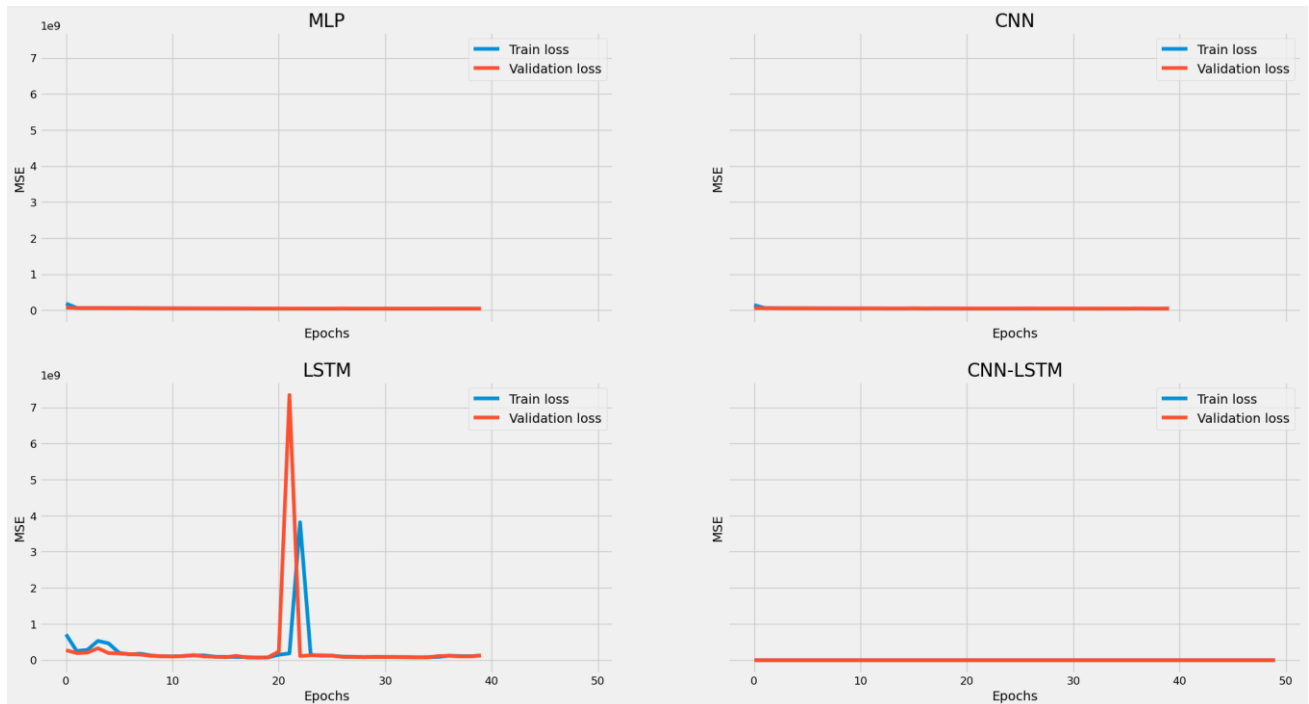 MLP
1e9
7
6
5
4
3
2
1
0
MSE
Epochs
Train loss
Validation loss
CNN
MSE
Epochs
Train loss
Validation loss
LSTM
1e9
7
6
5
4
3
2
1
0
MSE
0 10 20 30 40 50
Epochs
Train loss
Validation loss
CNN-LSTM
MSE
0 10 20 30 40 50
Epochs
Train loss
Validation loss